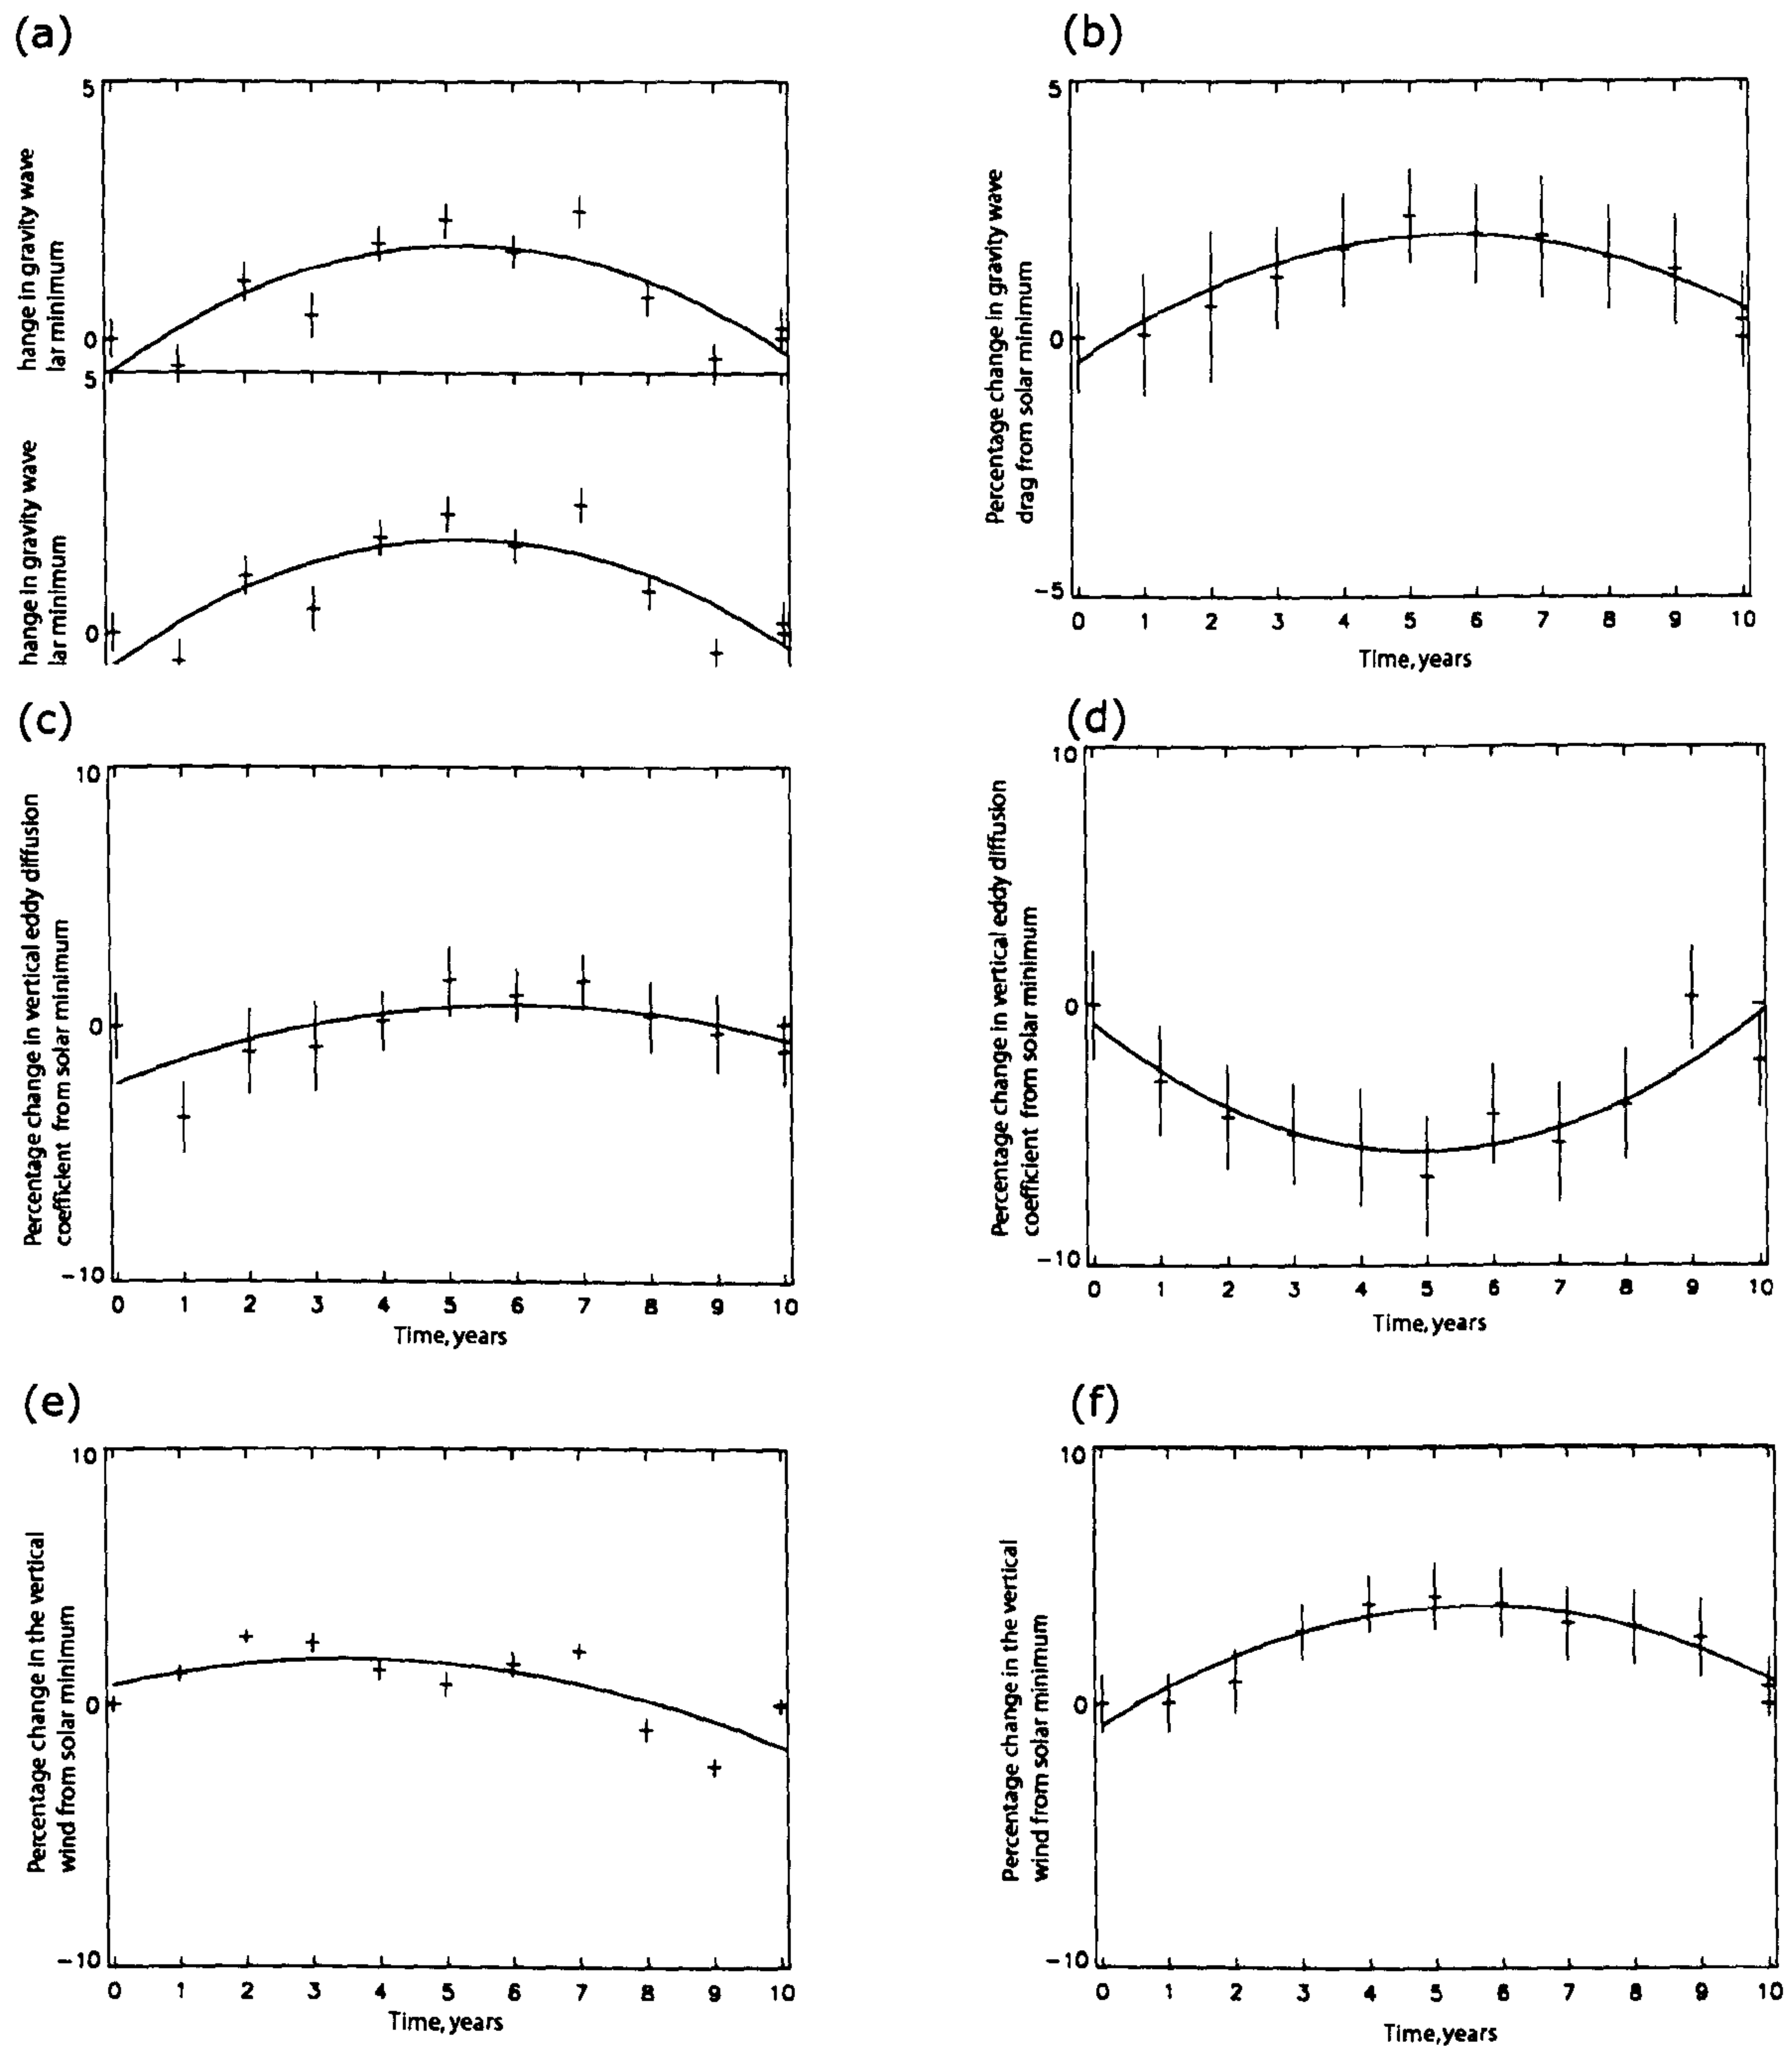 (a)
5
hange in gravity wave
lar minimum
0
5
hange in gravity wave
lar minimum
0
(b)
5
Percentage change in gravity wave
drag from solar minimum
0
-5
0 1 2 3 4 5 6 7 8 9 10
Time, years
(c)
10
Percentage change in vertical eddy diffusion
coefficient from solar minimum
0
-10
0 1 2 3 4 5 6 7 8 9 10
Time, years
(d)
10
Percentage change in vertical eddy diffusion
coefficient from solar minimum
0
-10
0 1 2 3 4 5 6 7 8 9 10
Time, years
(e)
10
Percentage change in the vertical
wind from solar minimum
0
-10
0 1 2 3 4 5 6 7 8 9 10
Time, years
(f)
10
Percentage change in the vertical
wind from solar minimum
0
-10
0 1 2 3 4 5 6 7 8 9 10
Time, years